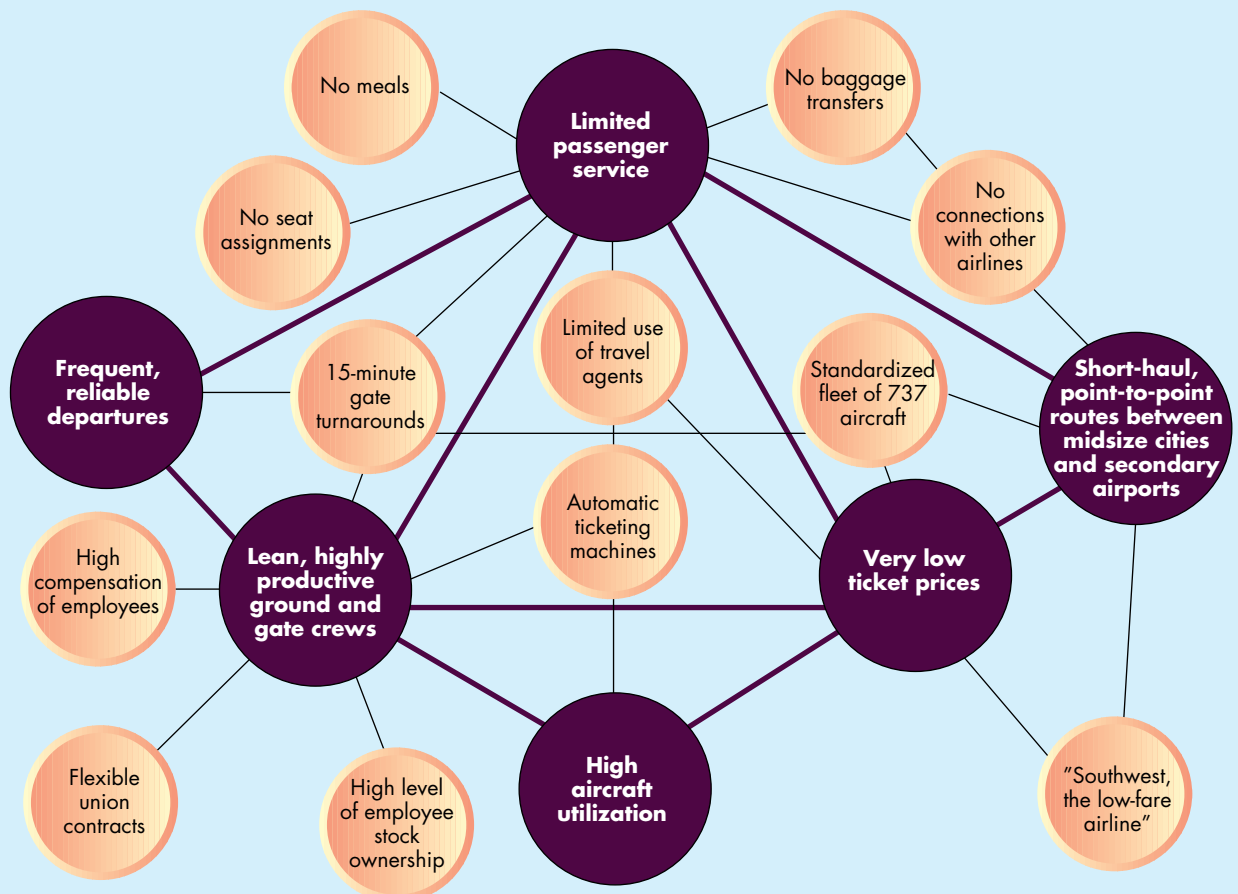 No meals
Limited
passenger
service
No baggage
transfers
No seat
assignments
No
connections
with other
airlines
Frequent,
reliable
departures
15-minute
gate
turnarounds
Limited use
of travel
agents
Standardized
fleet of 737
aircraft
Short-haul,
point-to-point
routes between
midsize cities
and secondary
airports
High
compensation
of employees
Lean, highly
productive
ground and
gate crews
Automatic
ticketing
machines
Very low
ticket prices
Flexible
union
contracts
High level
of employee
stock
ownership
High
aircraft
utilization
"Southwest,
the low-fare
airline"